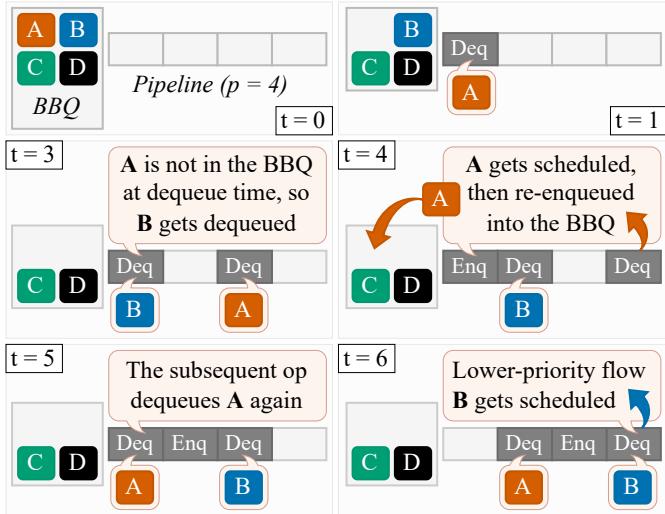 A B
C D
BBQ
Pipeline (p = 4)
t = 0
B
C D
Deq
A
t = 1
t = 3
A is not in the BBQ
at dequeue time, so
B gets dequeued
C D
Deq Deq
B A
t = 4
A gets scheduled,
then re-enqueued
into the BBQ
A
C D
Enq Deq Deq
B
t = 5
The subsequent op
dequeues A again
C D
Deq Enq Deq
A B
t = 6
Lower-priority flow
B gets scheduled
C D
Deq Enq Deq
A B